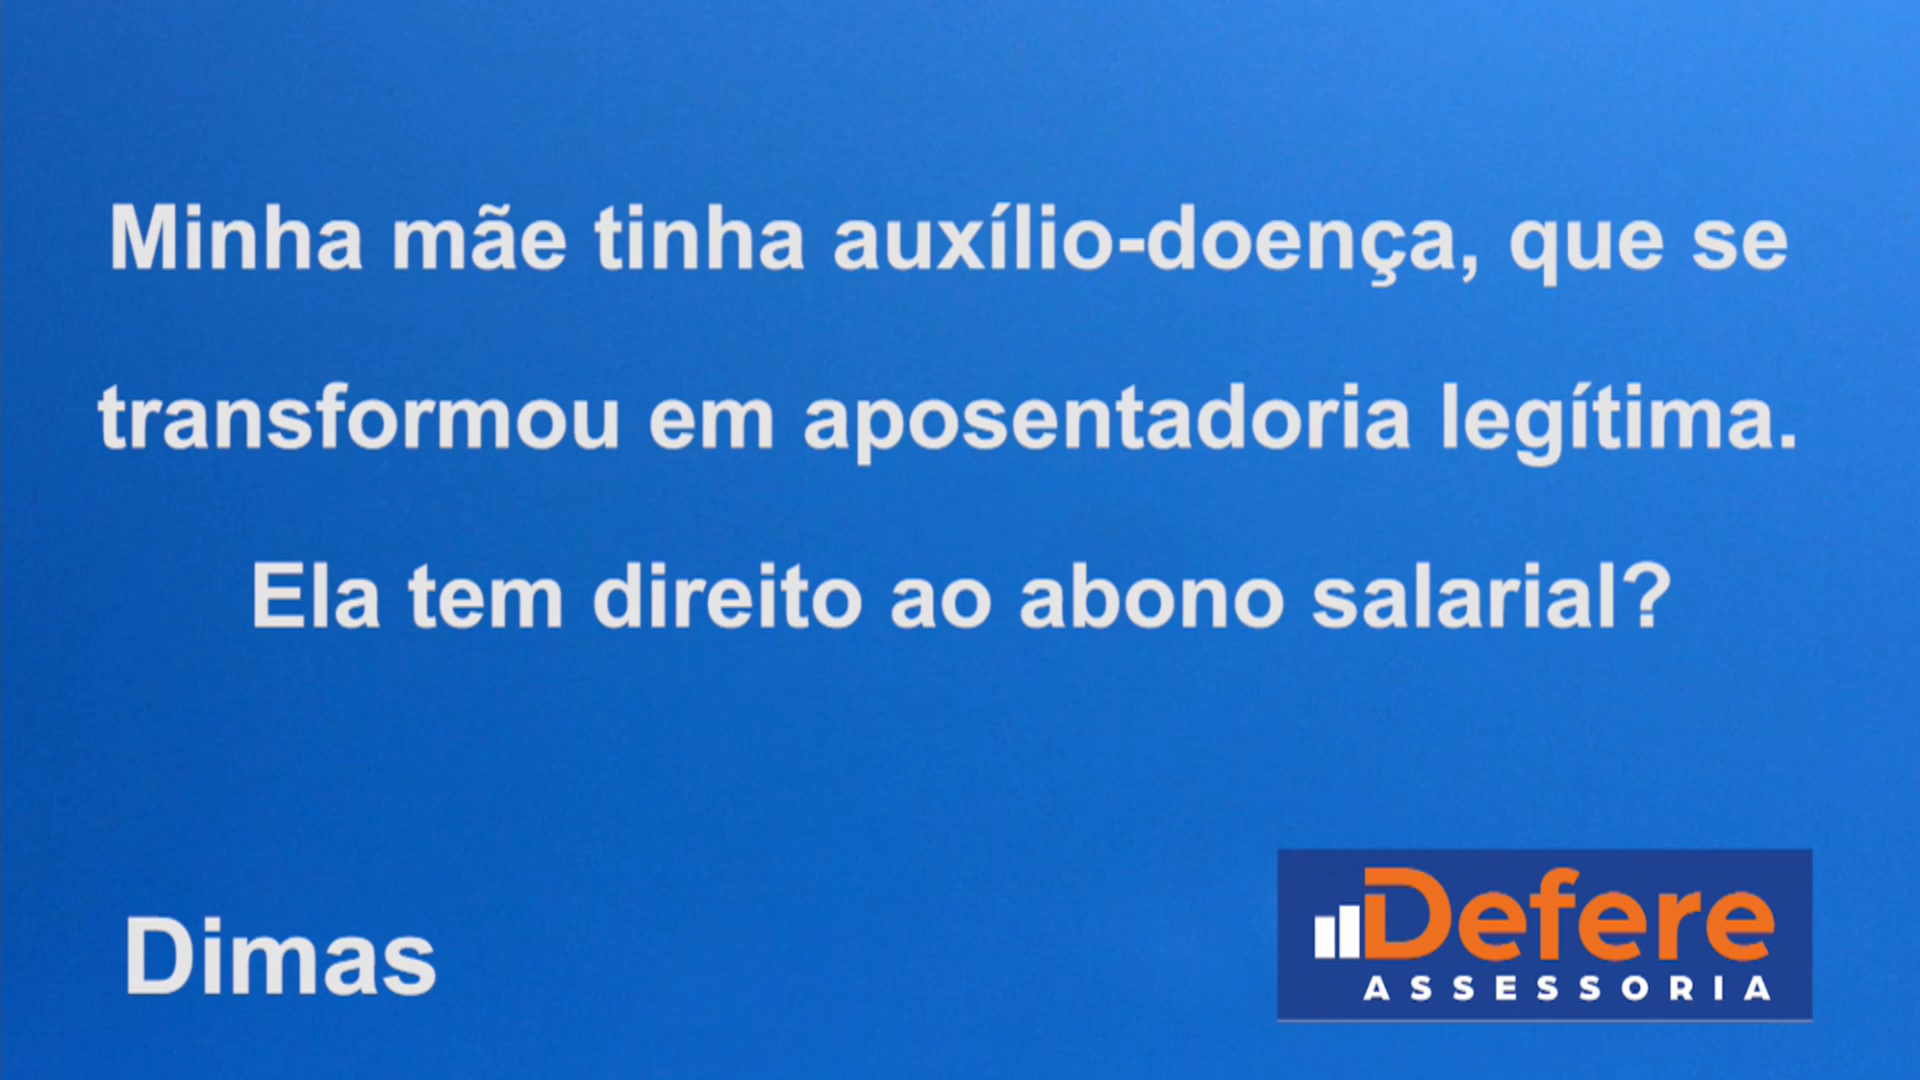 Minha mãe tinha auxílio-doença, que se
transformou em aposentadoria legítima.
Ela tem direito ao abono salarial?
Dimas
Defere
ASSESSORIA